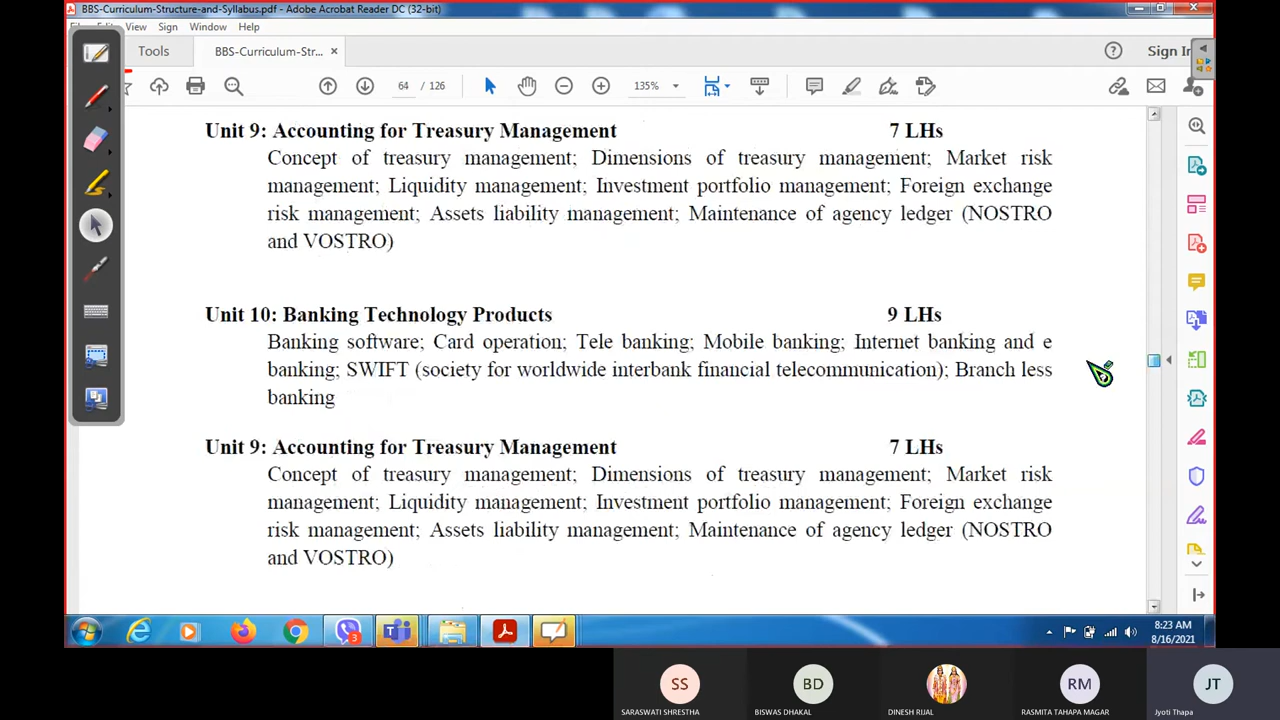 BBS-Curriculum-Structure-and-Syllabus.pdf - Adobe Acrobat Reader DC (32-bit)
View Sign Window Help
Tools
BBS-Curriculum-Str... ×
Sign In
64 / 126
135%
Unit 9: Accounting for Treasury Management 7 LHs
Concept of treasury management; Dimensions of treasury management; Market risk
management; Liquidity management; Investment portfolio management; Foreign exchange
risk management; Assets liability management; Maintenance of agency ledger (NOSTRO
and VOSTRO)
Unit 10: Banking Technology Products 9 LHs
Banking software; Card operation; Tele banking; Mobile banking; Internet banking and e
banking; SWIFT (society for worldwide interbank financial telecommunication); Branch less
banking
Unit 9: Accounting for Treasury Management 7 LHs
Concept of treasury management; Dimensions of treasury management; Market risk
management; Liquidity management; Investment portfolio management; Foreign exchange
risk management; Assets liability management; Maintenance of agency ledger (NOSTRO
and VOSTRO)
3
8:23 AM
8/16/2021
SS
BD
RM
JT
SARASWATI SHRESTHA
BISWAS DHAKAL
DINESH RIJAL
RASMITA TAHAPA MAGAR
Jyoti Thapa